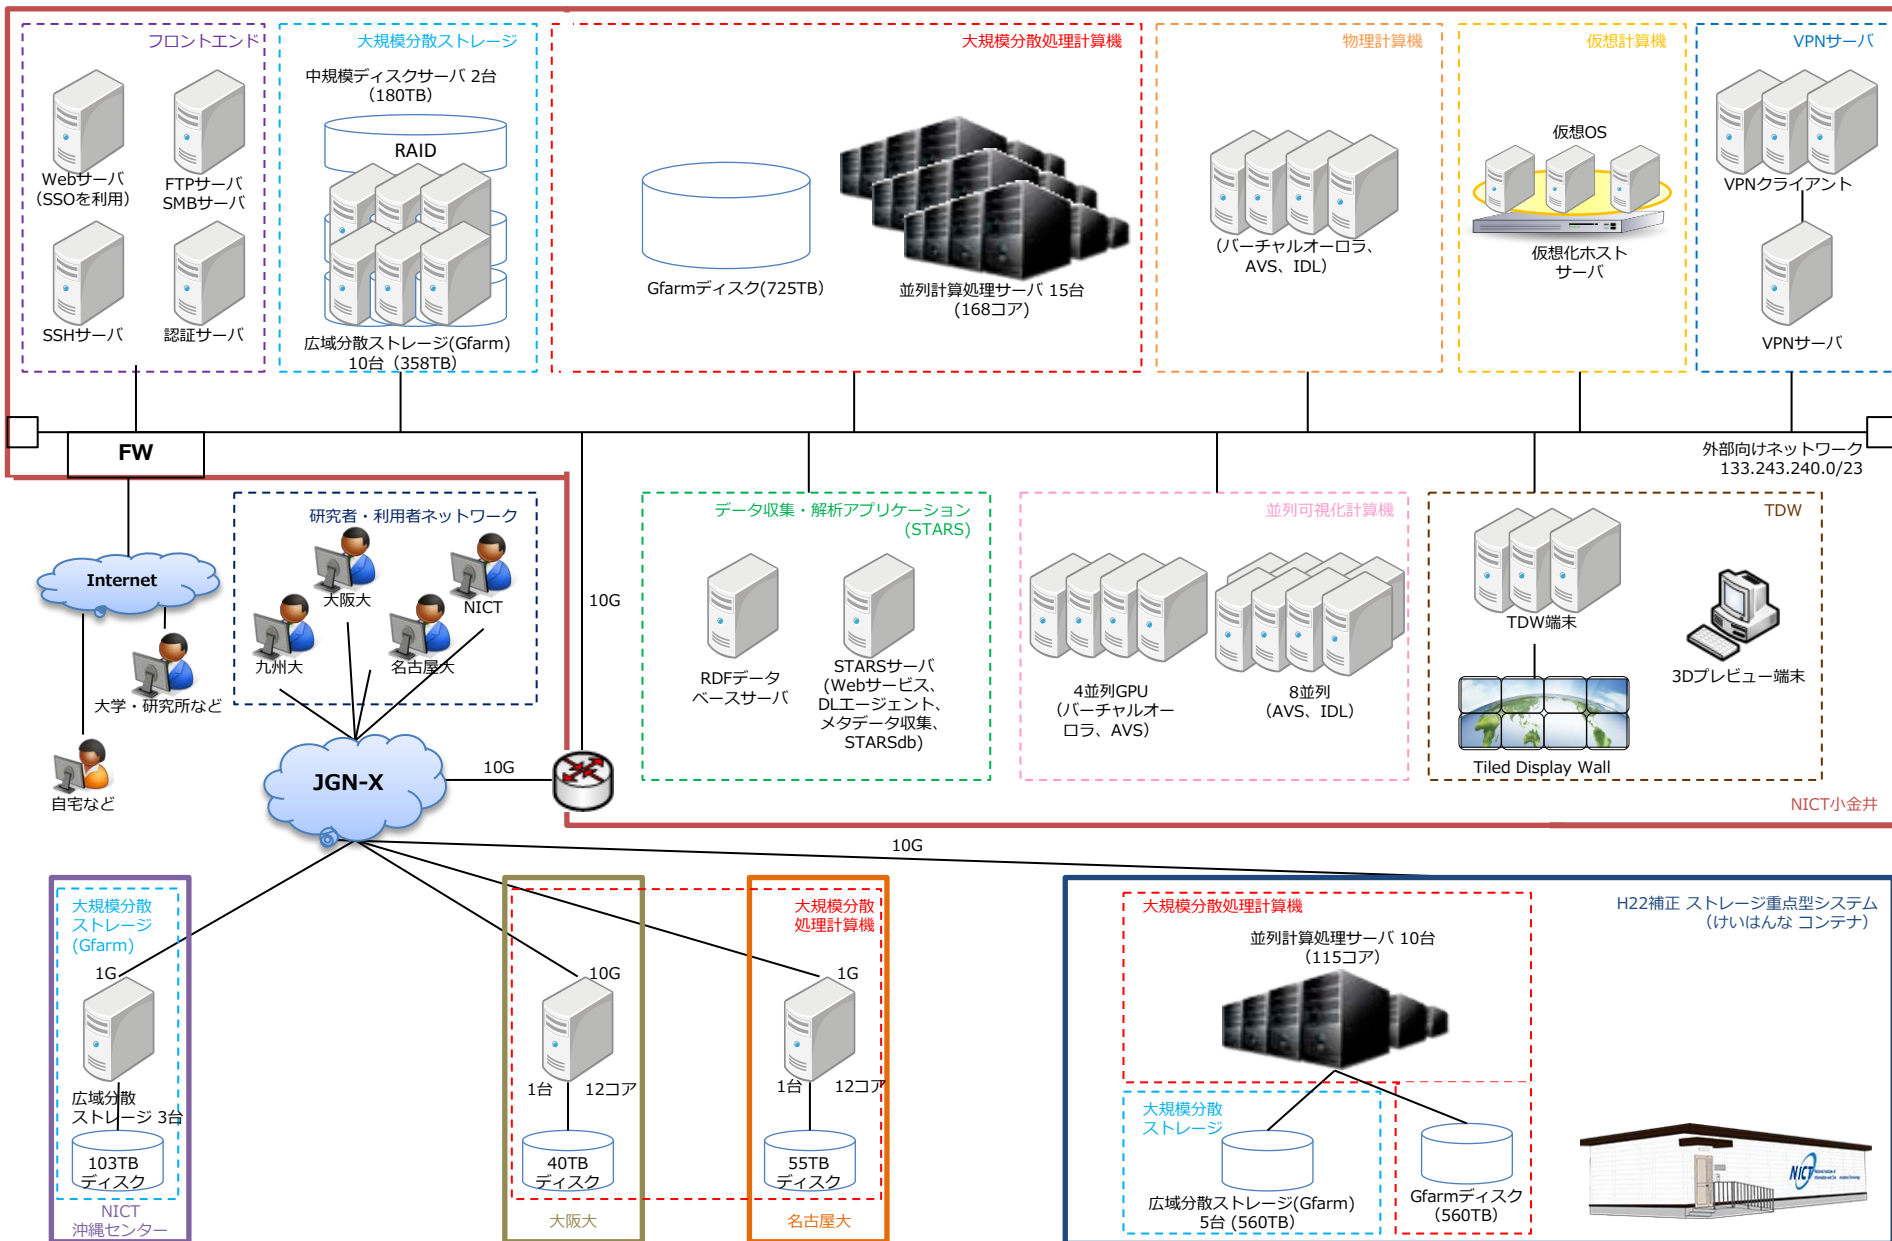 フロントエンド
Webサーバ
（SSOを利用）
FTPサーバ
SMBサーバ
SSHサーバ
認証サーバ
大規模分散ストレージ
中規模ディスクサーバ 2台
（180TB）
RAID
広域分散ストレージ(Gfarm)
10台（358TB）
大規模分散処理計算機
Gfarmディスク(725TB）
並列計算処理サーバ 15台
（168コア）
物理計算機
（バーチャルオーロラ、
AVS、IDL）
仮想計算機
仮想OS
仮想化ホスト
サーバ
VPNサーバ
VPNクライアント
VPNサーバ
FW
外部向けネットワーク
133.243.240.0/23
Internet
大学・研究所など
自宅など
研究者・利用者ネットワーク
大阪大
NICT
九州大
名古屋大
JGN-X
10G
10G
データ収集・解析アプリケーション
(STARS)
RDFデータ
ベースサーバ
STARSサーバ
(Webサービス、
DLエージェント、
メタデータ収集、
STARSdb)
並列可視化計算機
4並列GPU
（バーチャルオー
ロラ、AVS）
8並列
（AVS、IDL）
TDW
TDW端末
3Dプレビュー端末
Tiled Display Wall
NICT小金井
10G
大規模分散
ストレージ
(Gfarm)
1G
広域分散
ストレージ 3台
103TB
ディスク
NICT
沖縄センター
10G
1台
12コア
40TB
ディスク
大阪大
大規模分散
処理計算機
1G
1台
12コア
55TB
ディスク
名古屋大
H22補正 ストレージ重点型システム
（けいはんな コンテナ）
大規模分散処理計算機
並列計算処理サーバ 10台
（115コア）
大規模分散
ストレージ
広域分散ストレージ(Gfarm)
5台 (560TB）
Gfarmディスク
（560TB）
NICT